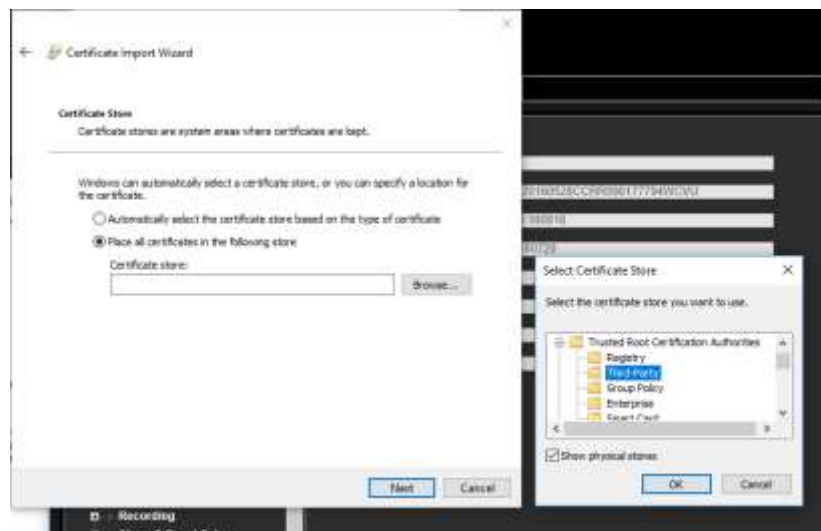 Certificate Import Wizard
Certificate Store
Certificate stores are system areas where certificates are kept.
Windows can automatically select a certificate store, or you can specify a location for
the certificate.
Automatically select the certificate store based on the type of certificate
Place all certificates in the following store
Certificate store:
Browse...
Next
Cancel
Select Certificate Store
Select the certificate store you want to use.
Trusted Root Certification Authorities
Registry
Third-Party
Group Policy
Enterprise
Smart Card
Show physical stores
OK
Cancel
Recording